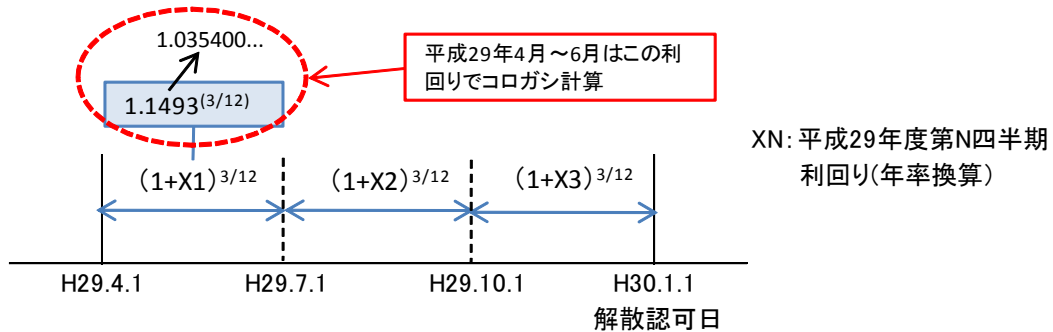 1.035400...
平成29年4月～6月はこの利
回りでコロガシ計算
1.1493(3/12)
XN：平成29年度第N四半期
利回り(年率換算)
(1+X1)3/12
(1+X2)3/12
(1+X3)3/12
H29.4.1
H29.7.1
H29.10.1
H30.1.1
解散認可日